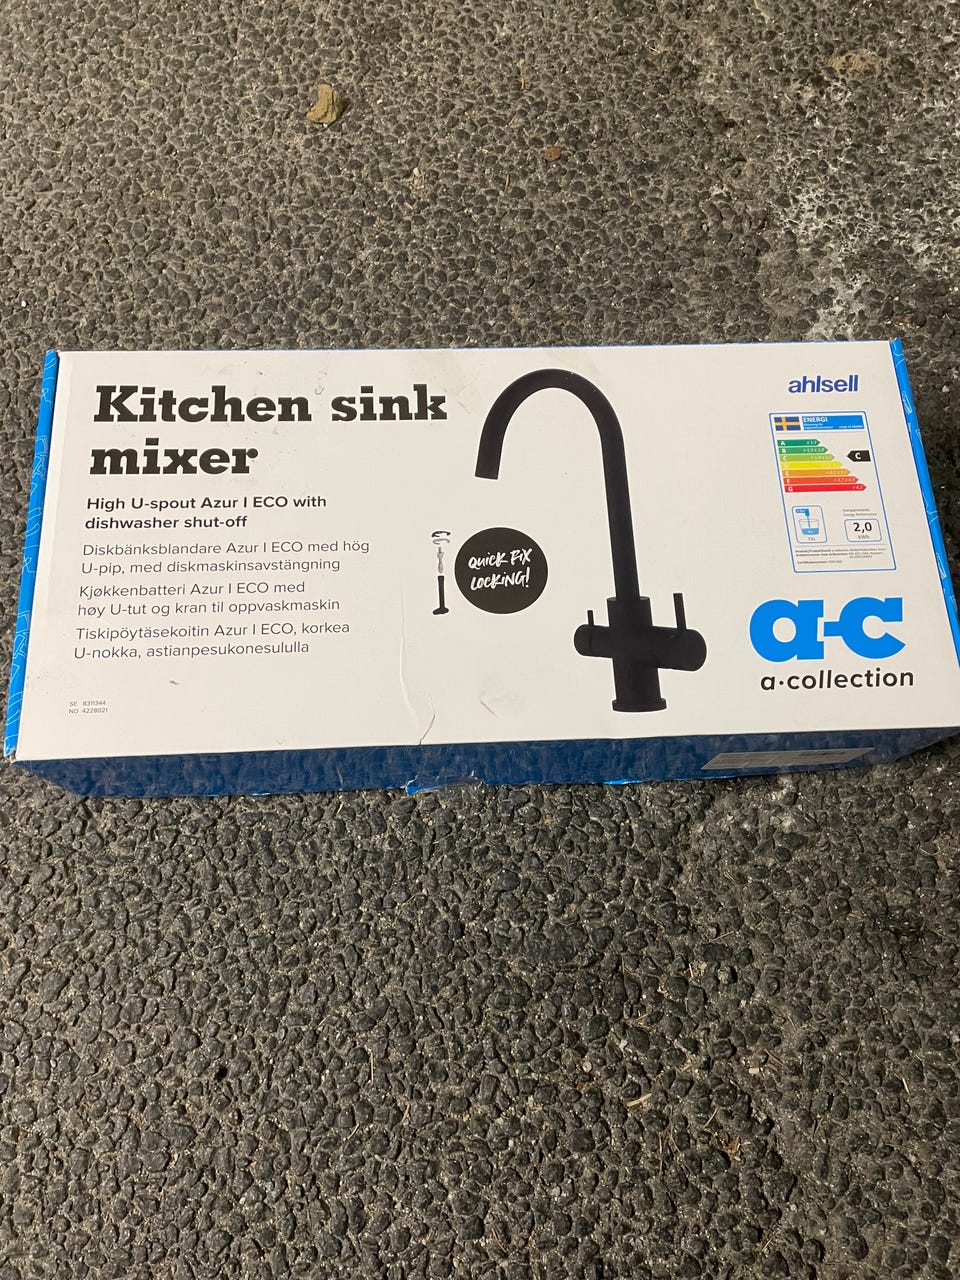 Kitchen sink
mixer
High U-spout Azur I ECO with
dishwasher shut-off
Diskbänksblandare Azur I ECO med hög
U-pip, med diskmaskinsavstängning
Kjøkkenbatteri Azur I ECO med
høy U-tut og kran til oppvaskmaskin
Tiskipöytäsekoitin Azur I ECO, korkea
U-nokka, astianpesukonesululla
SE 8311344
NO 4228021
QUICK FIX
LOCKING!
ahlsell
ENERGI
A
B
C
D
E
F
G
C
2,0
kWh
a-c
a·collection